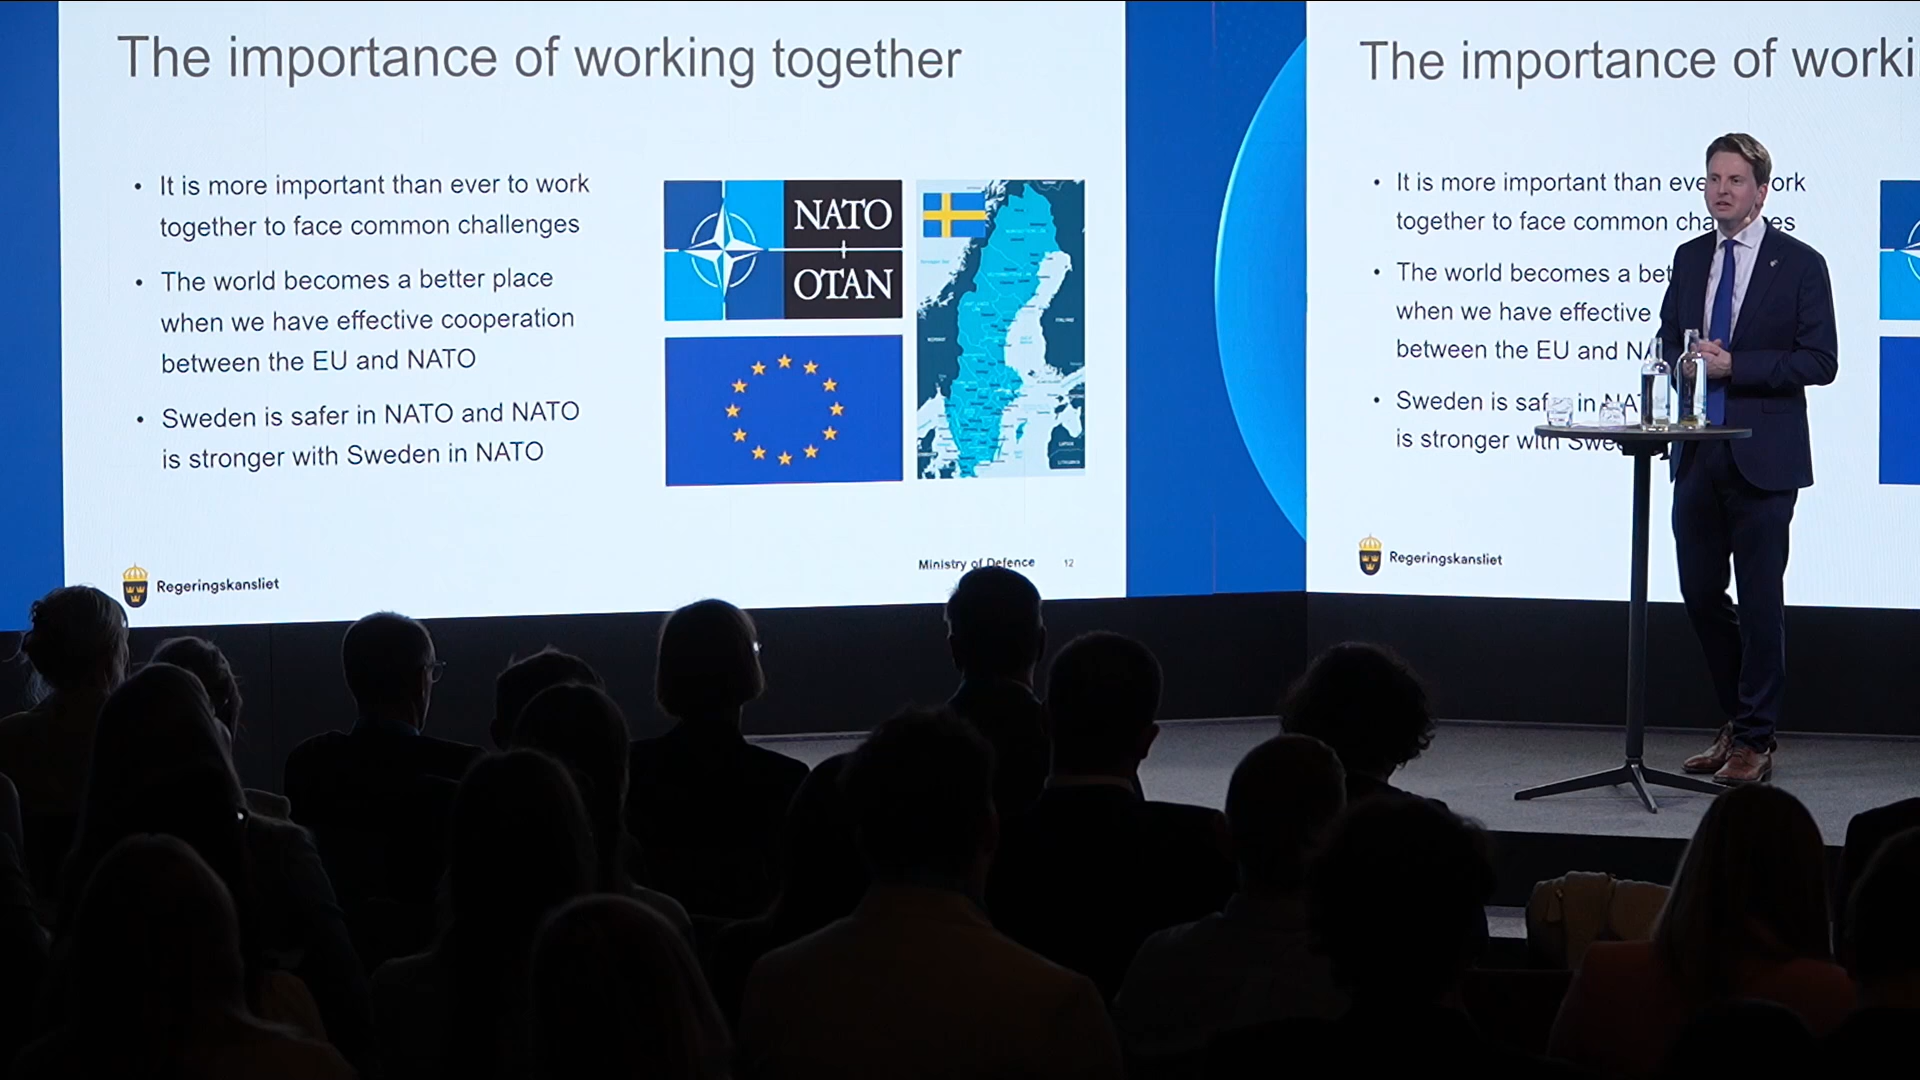 The importance of working together
• It is more important than ever to work
together to face common challenges
• The world becomes a better place
when we have effective cooperation
between the EU and NATO
• Sweden is safer in NATO and NATO
is stronger with Sweden in NATO
NATO
OTAN
Regeringskansliet
Ministry of Defence 12
The importance of worki
• It is more important than eve ork
together to face common cha es
• The world becomes a bet
when we have effective
between the EU and NA
• Sweden is saf in NAT
is stronger with Swe
Regeringskansliet